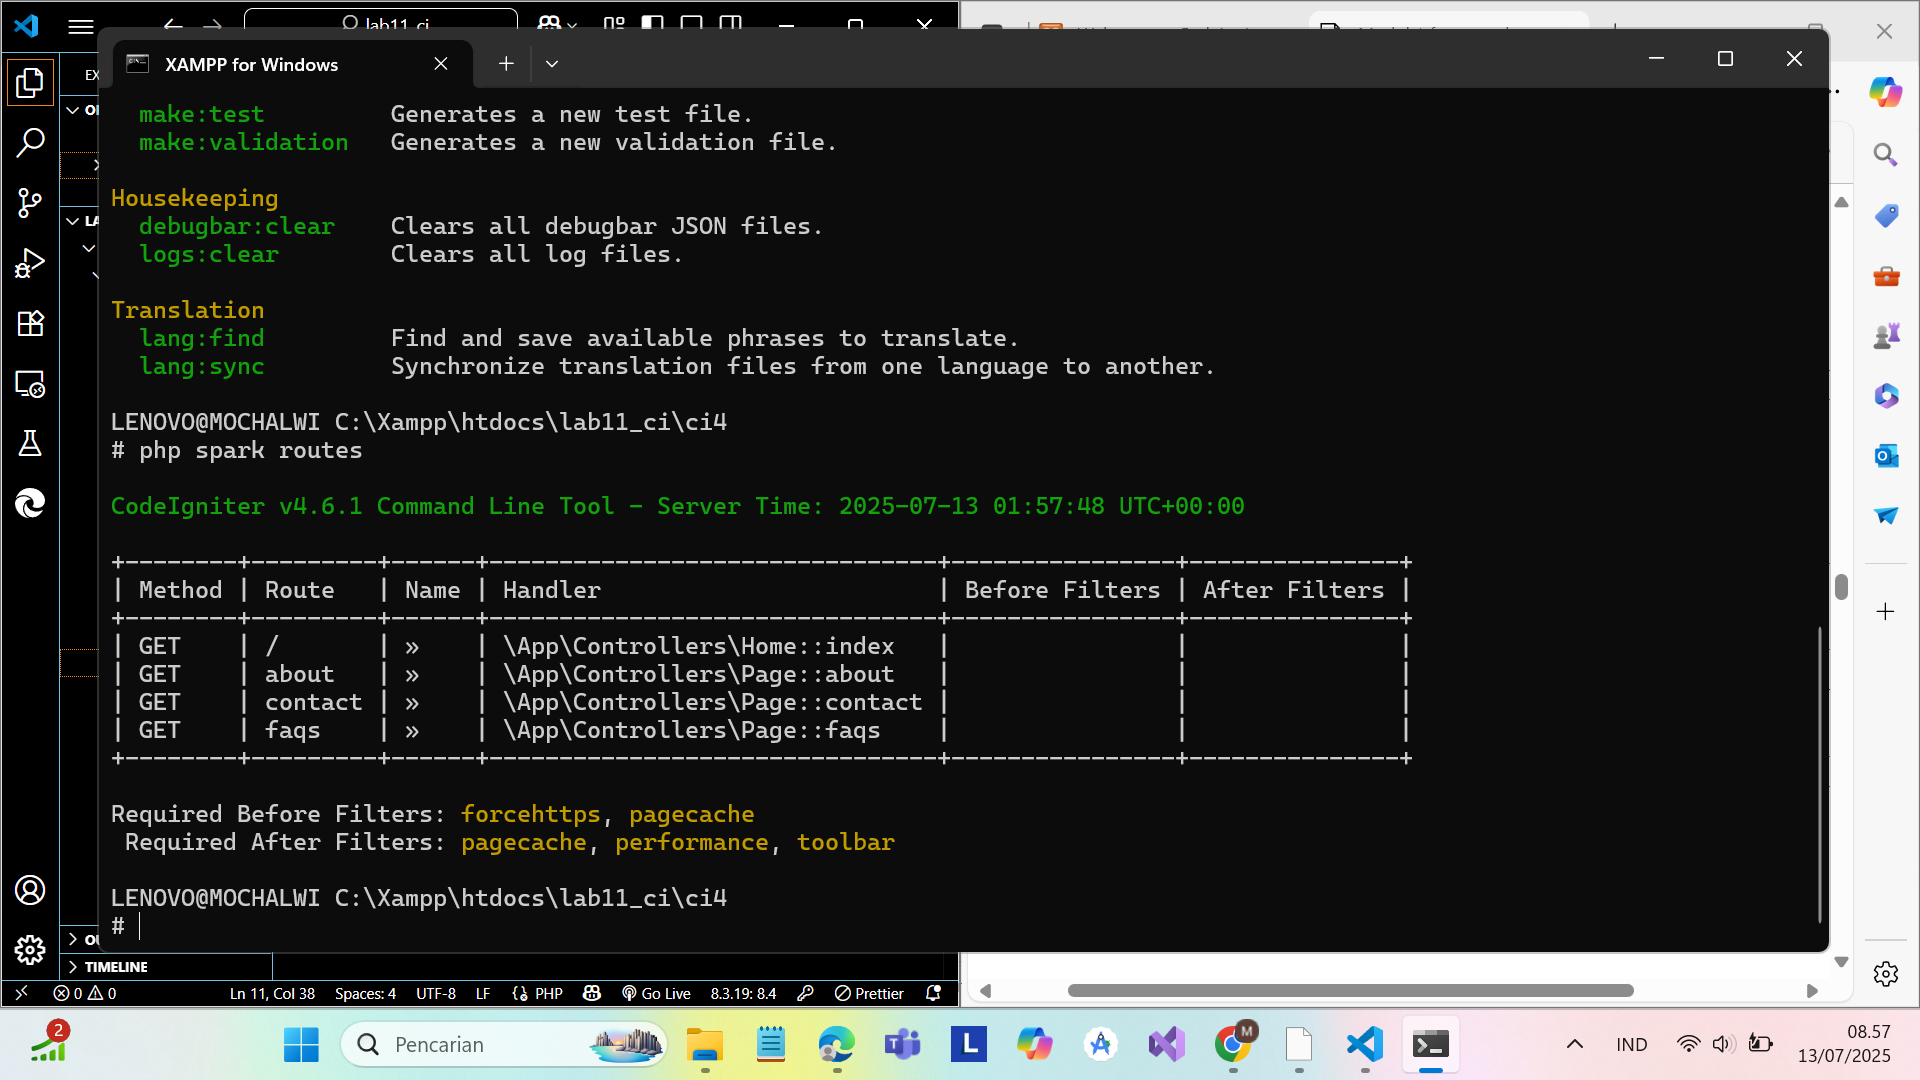 lab11_ci
XAMPP for Windows
EX
make:test Generates a new test file.
make:validation Generates a new validation file.
Housekeeping
debugbar:clear Clears all debugbar JSON files.
logs:clear Clears all log files.
Translation
lang:find Find and save available phrases to translate.
lang:sync Synchronize translation files from one language to another.
LENOVO@MOCHALWI C:\Xampp\htdocs\lab11_ci\ci4
# php spark routes
CodeIgniter v4.6.1 Command Line Tool - Server Time: 2025-07-13 01:57:48 UTC+00:00
+--------+---------+------+--------------------------------+----------------+---------------+
| Method | Route | Name | Handler | Before Filters | After Filters |
+--------+---------+------+--------------------------------+----------------+---------------+
| GET | / | » | \App\Controllers\Home::index | | |
| GET | about | » | \App\Controllers\Page::about | | |
| GET | contact | » | \App\Controllers\Page::contact | | |
| GET | faqs | » | \App\Controllers\Page::faqs | | |
+--------+---------+------+--------------------------------+----------------+---------------+
Required Before Filters: forcehttps, pagecache
Required After Filters: pagecache, performance, toolbar
LENOVO@MOCHALWI C:\Xampp\htdocs\lab11_ci\ci4
#
LA
TIMELINE
0 0 Ln 11, Col 38 Spaces: 4 UTF-8 LF PHP Go Live 8.3.19: 8.4 Prettier
2 Pencarian L M IND 08.57
13/07/2025